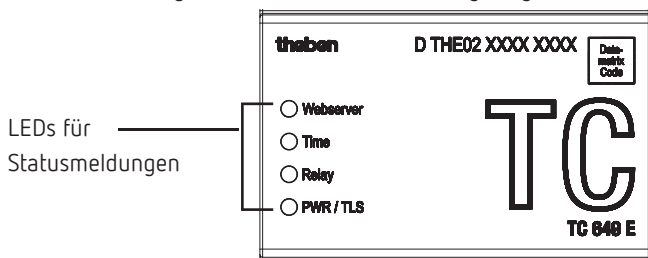 theben
D THE02 XXXX XXXX
Data-
matrix
Code
LEDs für
Statusmeldungen
Webserver
Time
Relay
PWR / TLS
TC
TC 649 E